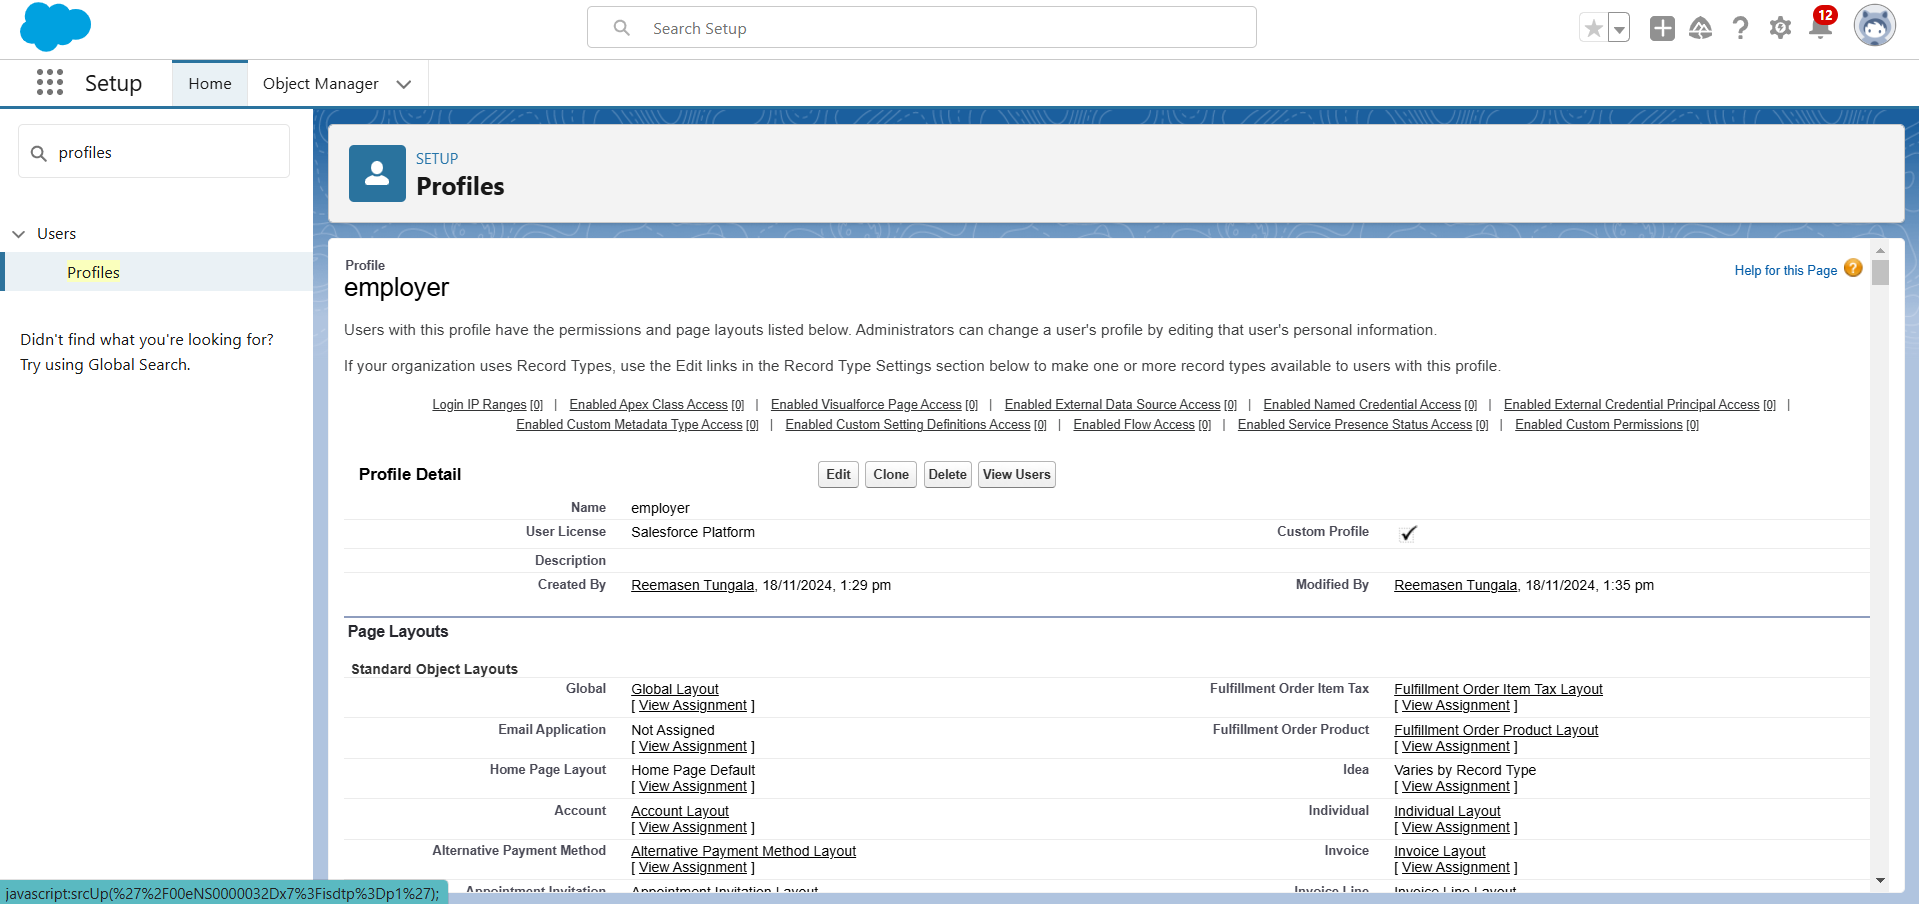 Search Setup
12
Setup
Home
Object Manager
profiles
Users
Profiles
Didn't find what you're looking for?
Try using Global Search.
SETUP
Profiles
Profile
employer
Help for this Page ?
Users with this profile have the permissions and page layouts listed below. Administrators can change a user's profile by editing that user's personal information.
If your organization uses Record Types, use the Edit links in the Record Type Settings section below to make one or more record types available to users with this profile.
Login IP Ranges [0] | Enabled Apex Class Access [0] | Enabled Visualforce Page Access [0] | Enabled External Data Source Access [0] | Enabled Named Credential Access [0] | Enabled External Credential Principal Access [0] |
Enabled Custom Metadata Type Access [0] | Enabled Custom Setting Definitions Access [0] | Enabled Flow Access [0] | Enabled Service Presence Status Access [0] | Enabled Custom Permissions [0]
Profile Detail
Edit Clone Delete View Users
Name employer
User License Salesforce Platform Custom Profile ✓
Description
Created By Reemasen Tungala, 18/11/2024, 1:29 pm Modified By Reemasen Tungala, 18/11/2024, 1:35 pm
Page Layouts
Standard Object Layouts
Global Global Layout Fulfillment Order Item Tax Fulfillment Order Item Tax Layout
[ View Assignment ] [ View Assignment ]
Email Application Not Assigned Fulfillment Order Product Fulfillment Order Product Layout
[ View Assignment ] [ View Assignment ]
Home Page Layout Home Page Default Idea Varies by Record Type
[ View Assignment ] [ View Assignment ]
Account Account Layout Individual Individual Layout
[ View Assignment ] [ View Assignment ]
Alternative Payment Method Alternative Payment Method Layout Invoice Invoice Layout
[ View Assignment ] [ View Assignment ]
Appointment Invitation Appointment Invitation Layout Invoice Line Invoice Line Layout
javascript:srcUp(%27%2F00eNS0000032Dx7%3Fisdtp%3Dp1%27);